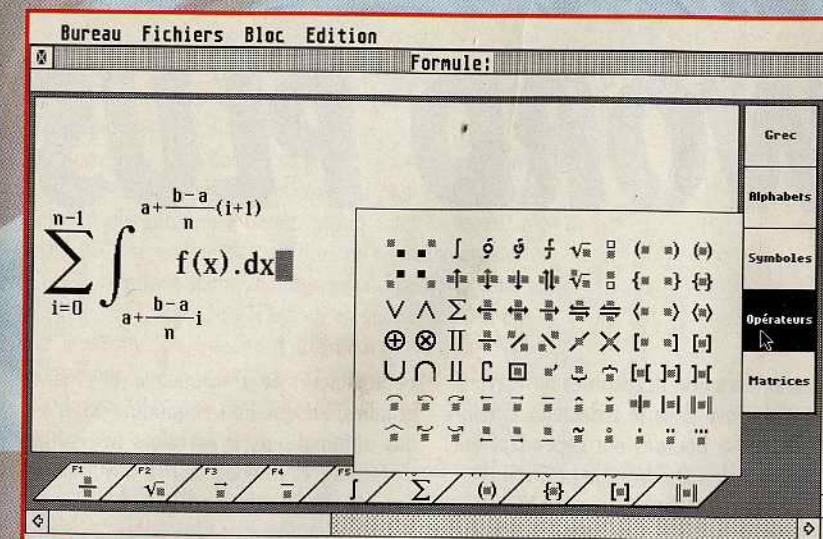 Bureau Fichiers Bloc Edition
Formule:
Grec
Alphabets
Symboles
Opérateurs
Matrices
n-1
∑
i=0
∫
a+ b-a/n (i+1)
a+ b-a/n i
f(x).dx
F1
F2 √
F3
F4
F5 ∫
∑
(■)
{■}
[■]
‖■‖